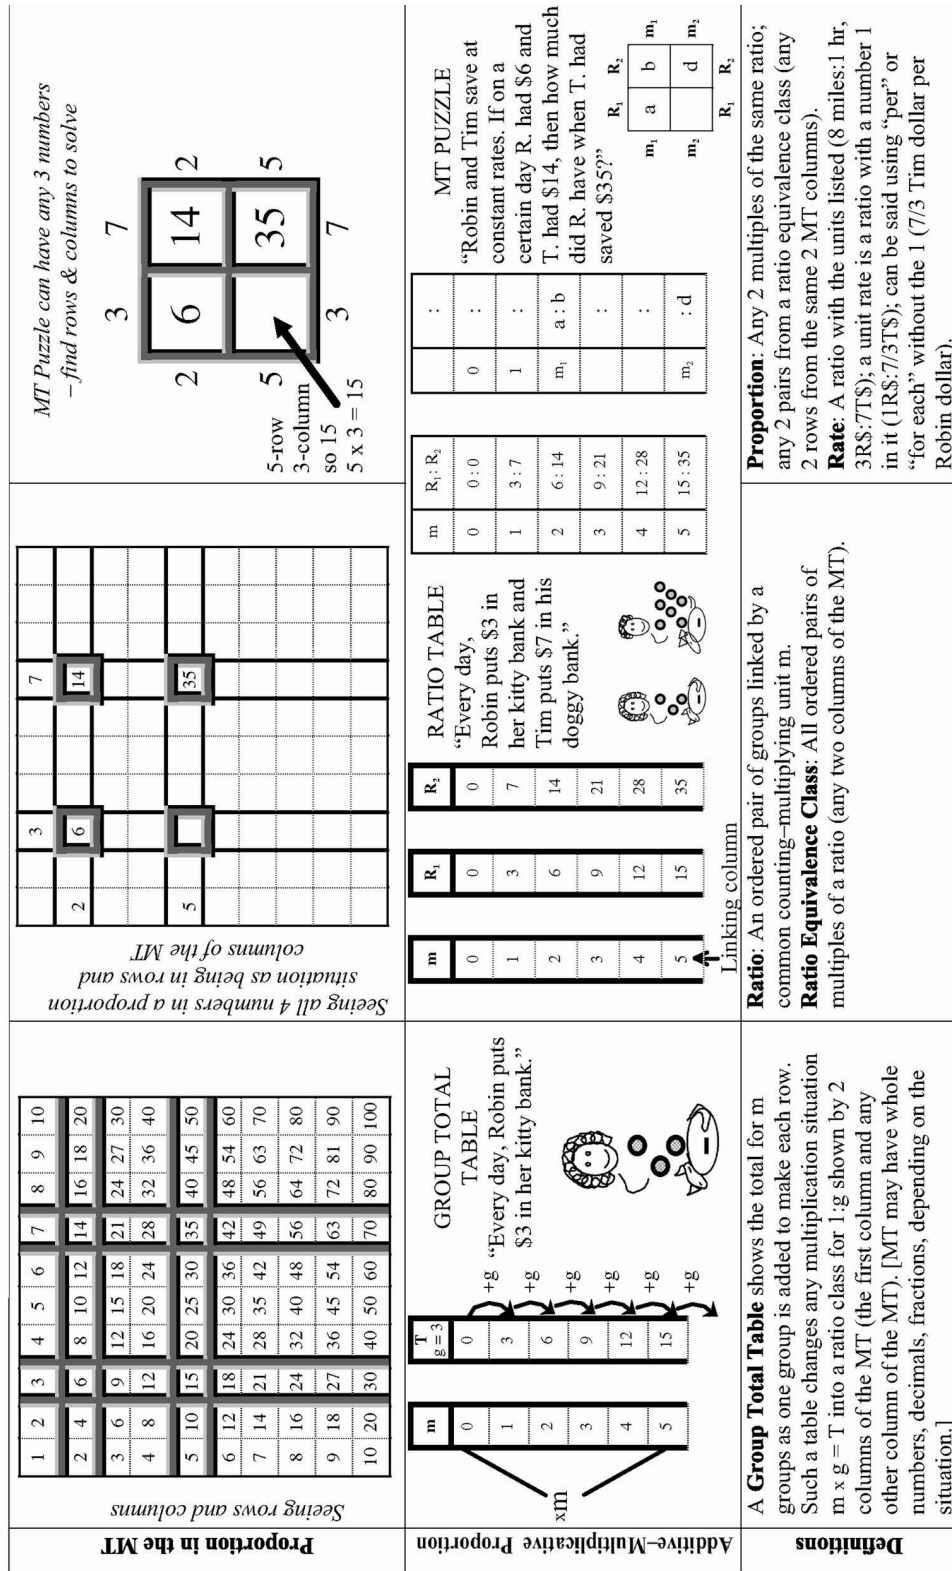 Proportion in the MT
Seeing rows and columns
1 2 3 4 5 6 7 8 9 10
2 4 6 8 10 12 14 16 18 20
3 6 9 12 15 18 21 24 27 30
4 8 12 16 20 24 28 32 36 40
5 10 15 20 25 30 35 40 45 50
6 12 18 24 30 36 42 48 54 60
7 14 21 28 35 42 49 56 63 70
8 16 24 32 40 48 56 64 72 80
9 18 27 36 45 54 63 72 81 90
10 20 30 40 50 60 70 80 90 100
Seeing all 4 numbers in a proportion
situation as being in rows and
columns of the MT
3 7
2 6 14
5 35
MT Puzzle can have any 3 numbers
– find rows & columns to solve
3 7
2 6 14 2
5 35 5
3 7
5-row
3-column
so 15
5 x 3 = 15
Additive–Multiplicative Proportion
m
0
1
2
3
4
5
xm
T
g = 3
0
3
6
9
12
15
+g
+g
+g
+g
+g
+g
GROUP TOTAL
TABLE
“Every day, Robin puts
$3 in her kitty bank.”
m
0
1
2
3
4
5
Linking column
R1
0
3
6
9
12
15
R2
0
7
14
21
28
35
RATIO TABLE
“Every day,
Robin puts $3 in
her kitty bank and
Tim puts $7 in his
doggy bank.”
m R1 : R2
0 0 : 0
1 3 : 7
2 6 : 14
3 9 : 21
4 12 : 28
5 15 : 35
:
0 :
1 :
m1 a : b
:
m2 : d
MT PUZZLE
“Robin and Tim save at
constant rates. If on a
certain day R. had $6 and
T. had $14, then how much
did R. have when T. had
saved $35?”
R1 R2
m1 a b m1
m2 d m2
R1 R2
Definitions
A Group Total Table shows the total for m
groups as one group is added to make each row.
Such a table changes any multiplication situation
m x g = T into a ratio class for 1:g shown by 2
columns of the MT (the first column and any
other column of the MT). [MT may have whole
numbers, decimals, fractions, depending on the
situation.]
Ratio: An ordered pair of groups linked by a
common counting–multiplying unit m.
Ratio Equivalence Class: All ordered pairs of
multiples of a ratio (any two columns of the MT).
Proportion: Any 2 multiples of the same ratio;
any 2 pairs from a ratio equivalence class (any
2 rows from the same 2 MT columns).
Rate: A ratio with the units listed (8 miles:1 hr,
3R$:7T$); a unit rate is a ratio with a number 1
in it (1R$:7/3T$); can be said using “per” or
“for each” without the 1 (7/3 Tim dollar per
Robin dollar).